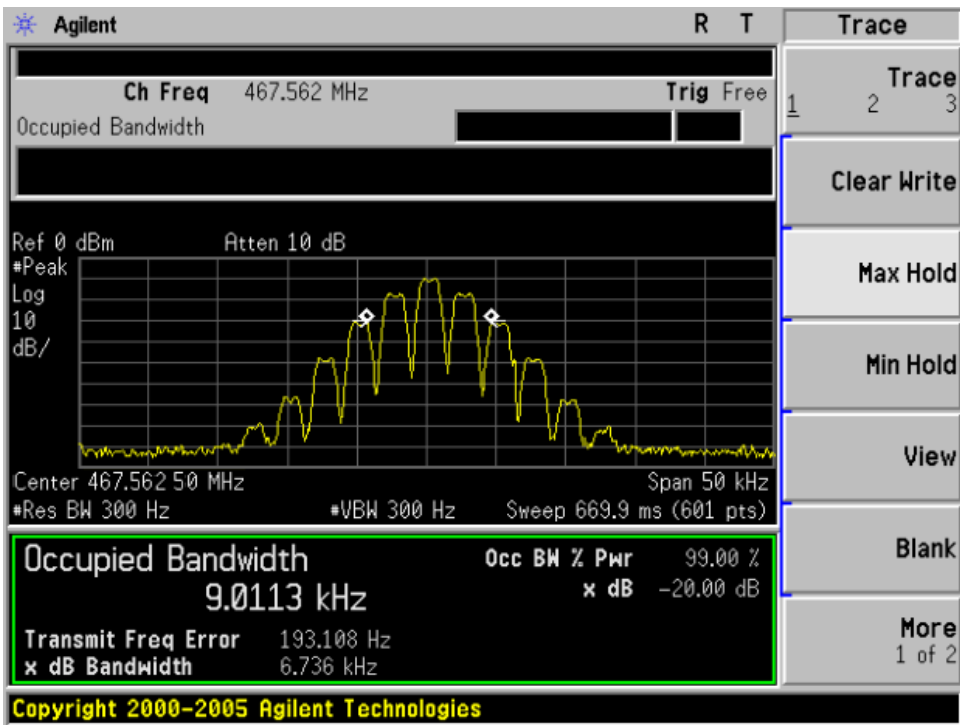 Agilent R T Trace
Ch Freq 467.562 MHz Trig Free
Occupied Bandwidth
Trace
1 2 3
Clear Write
Max Hold
Min Hold
View
Blank
More
1 of 2
Ref 0 dBm Atten 10 dB
#Peak
Log
10
dB/
Center 467.562 50 MHz Span 50 kHz
#Res BW 300 Hz #VBW 300 Hz Sweep 669.9 ms (601 pts)
Occupied Bandwidth Occ BW % Pwr 99.00 %
9.0113 kHz x dB -20.00 dB
Transmit Freq Error 193.108 Hz
x dB Bandwidth 6.736 kHz
Copyright 2000-2005 Agilent Technologies